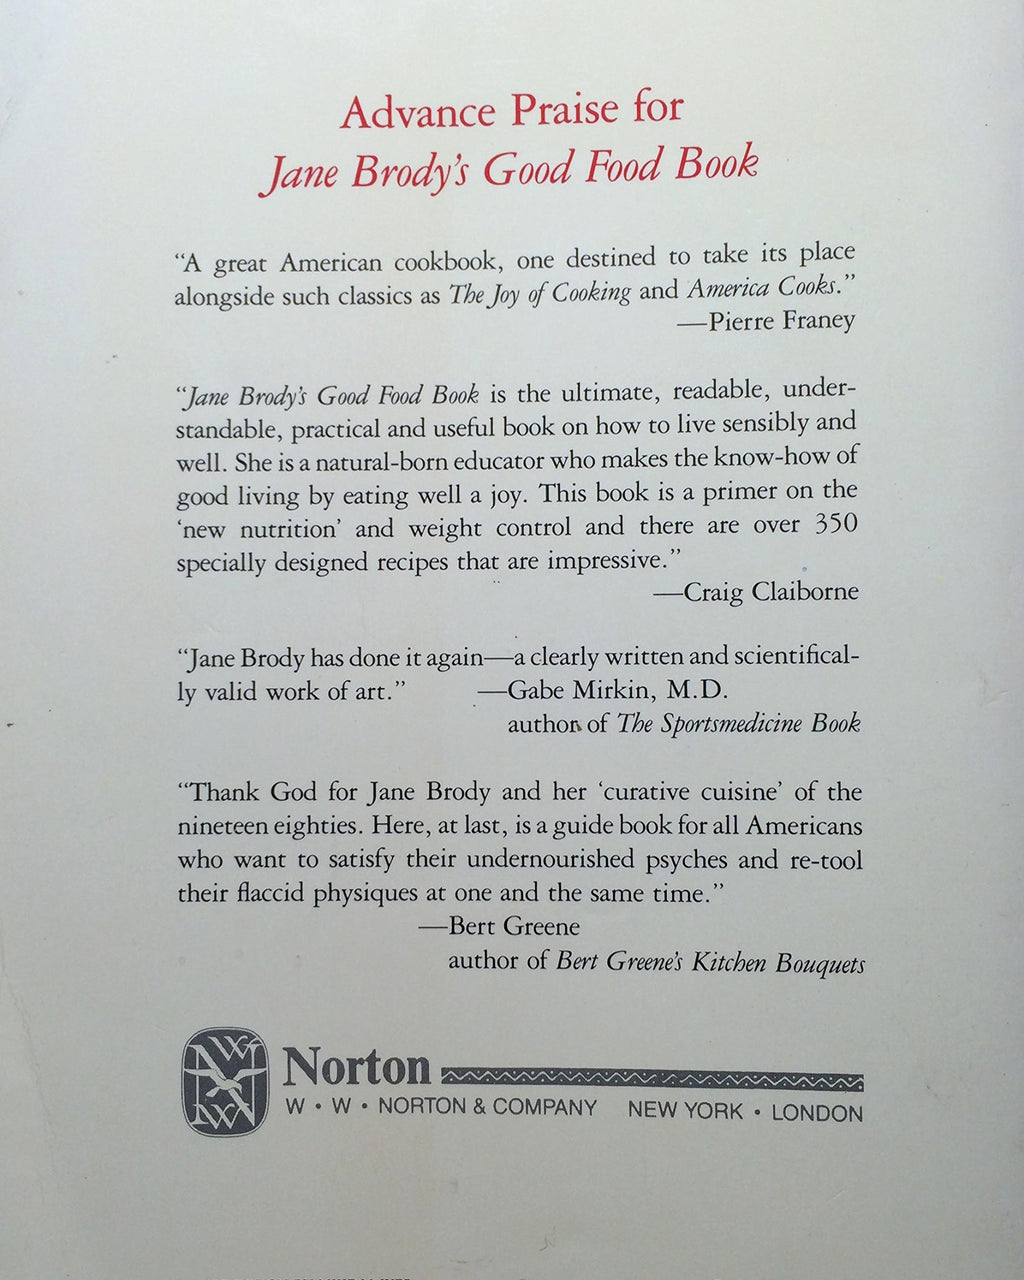 Advance Praise for
Jane Brody's Good Food Book
“A great American cookbook, one destined to take its place
alongside such classics as The Joy of Cooking and America Cooks.”
—Pierre Franey
“Jane Brody's Good Food Book is the ultimate, readable, under-
standable, practical and useful book on how to live sensibly and
well. She is a natural-born educator who makes the know-how of
good living by eating well a joy. This book is a primer on the
‘new nutrition’ and weight control and there are over 350
specially designed recipes that are impressive.”
—Craig Claiborne
“Jane Brody has done it again—a clearly written and scientifical-
ly valid work of art.” —Gabe Mirkin, M.D.
author of The Sportsmedicine Book
“Thank God for Jane Brody and her ‘curative cuisine’ of the
nineteen eighties. Here, at last, is a guide book for all Americans
who want to satisfy their undernourished psyches and re-tool
their flaccid physiques at one and the same time.”
—Bert Greene
author of Bert Greene's Kitchen Bouquets
Norton
W • W • NORTON & COMPANY NEW YORK • LONDON